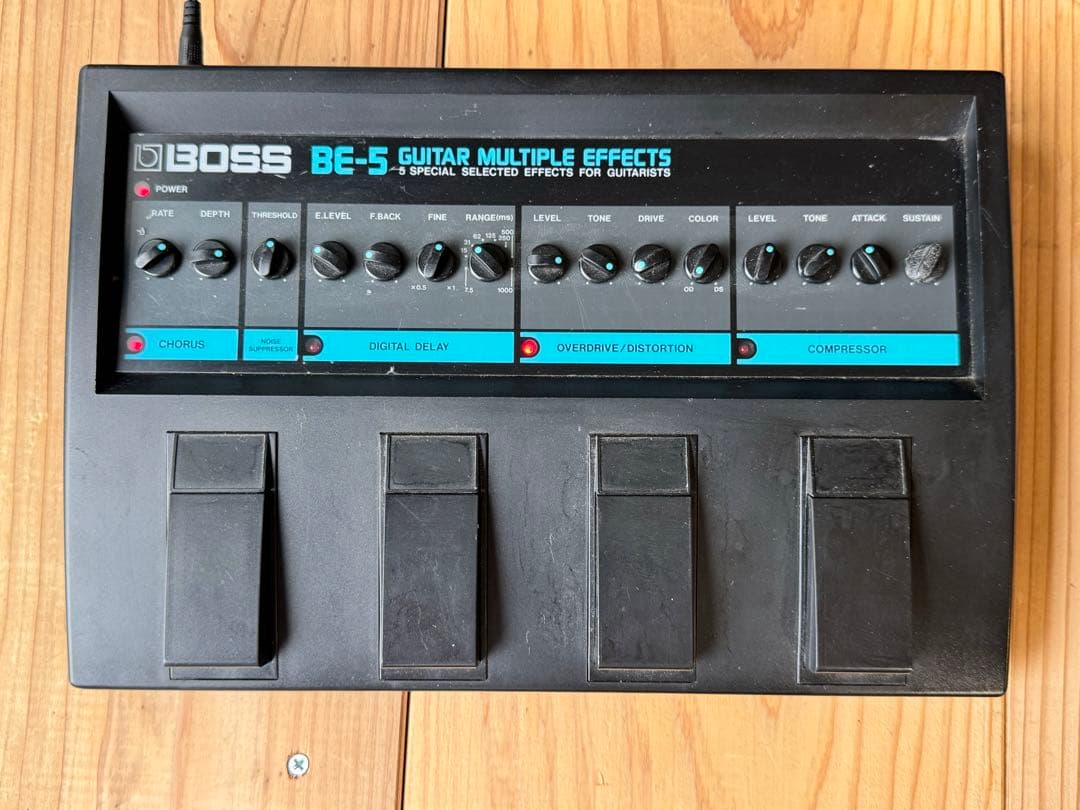 BOSS BE-5 GUITAR MULTIPLE EFFECTS
5 SPECIAL SELECTED EFFECTS FOR GUITARISTS
POWER
RATE DEPTH THRESHOLD E.LEVEL F.BACK FINE RANGE(ms) LEVEL TONE DRIVE COLOR LEVEL TONE ATTACK SUSTAIN
15 31 62 125 250 500
×0.5 ×1. 7.5 1000 OD DS
CHORUS NOISE SUPPRESSOR DIGITAL DELAY OVERDRIVE/DISTORTION COMPRESSOR